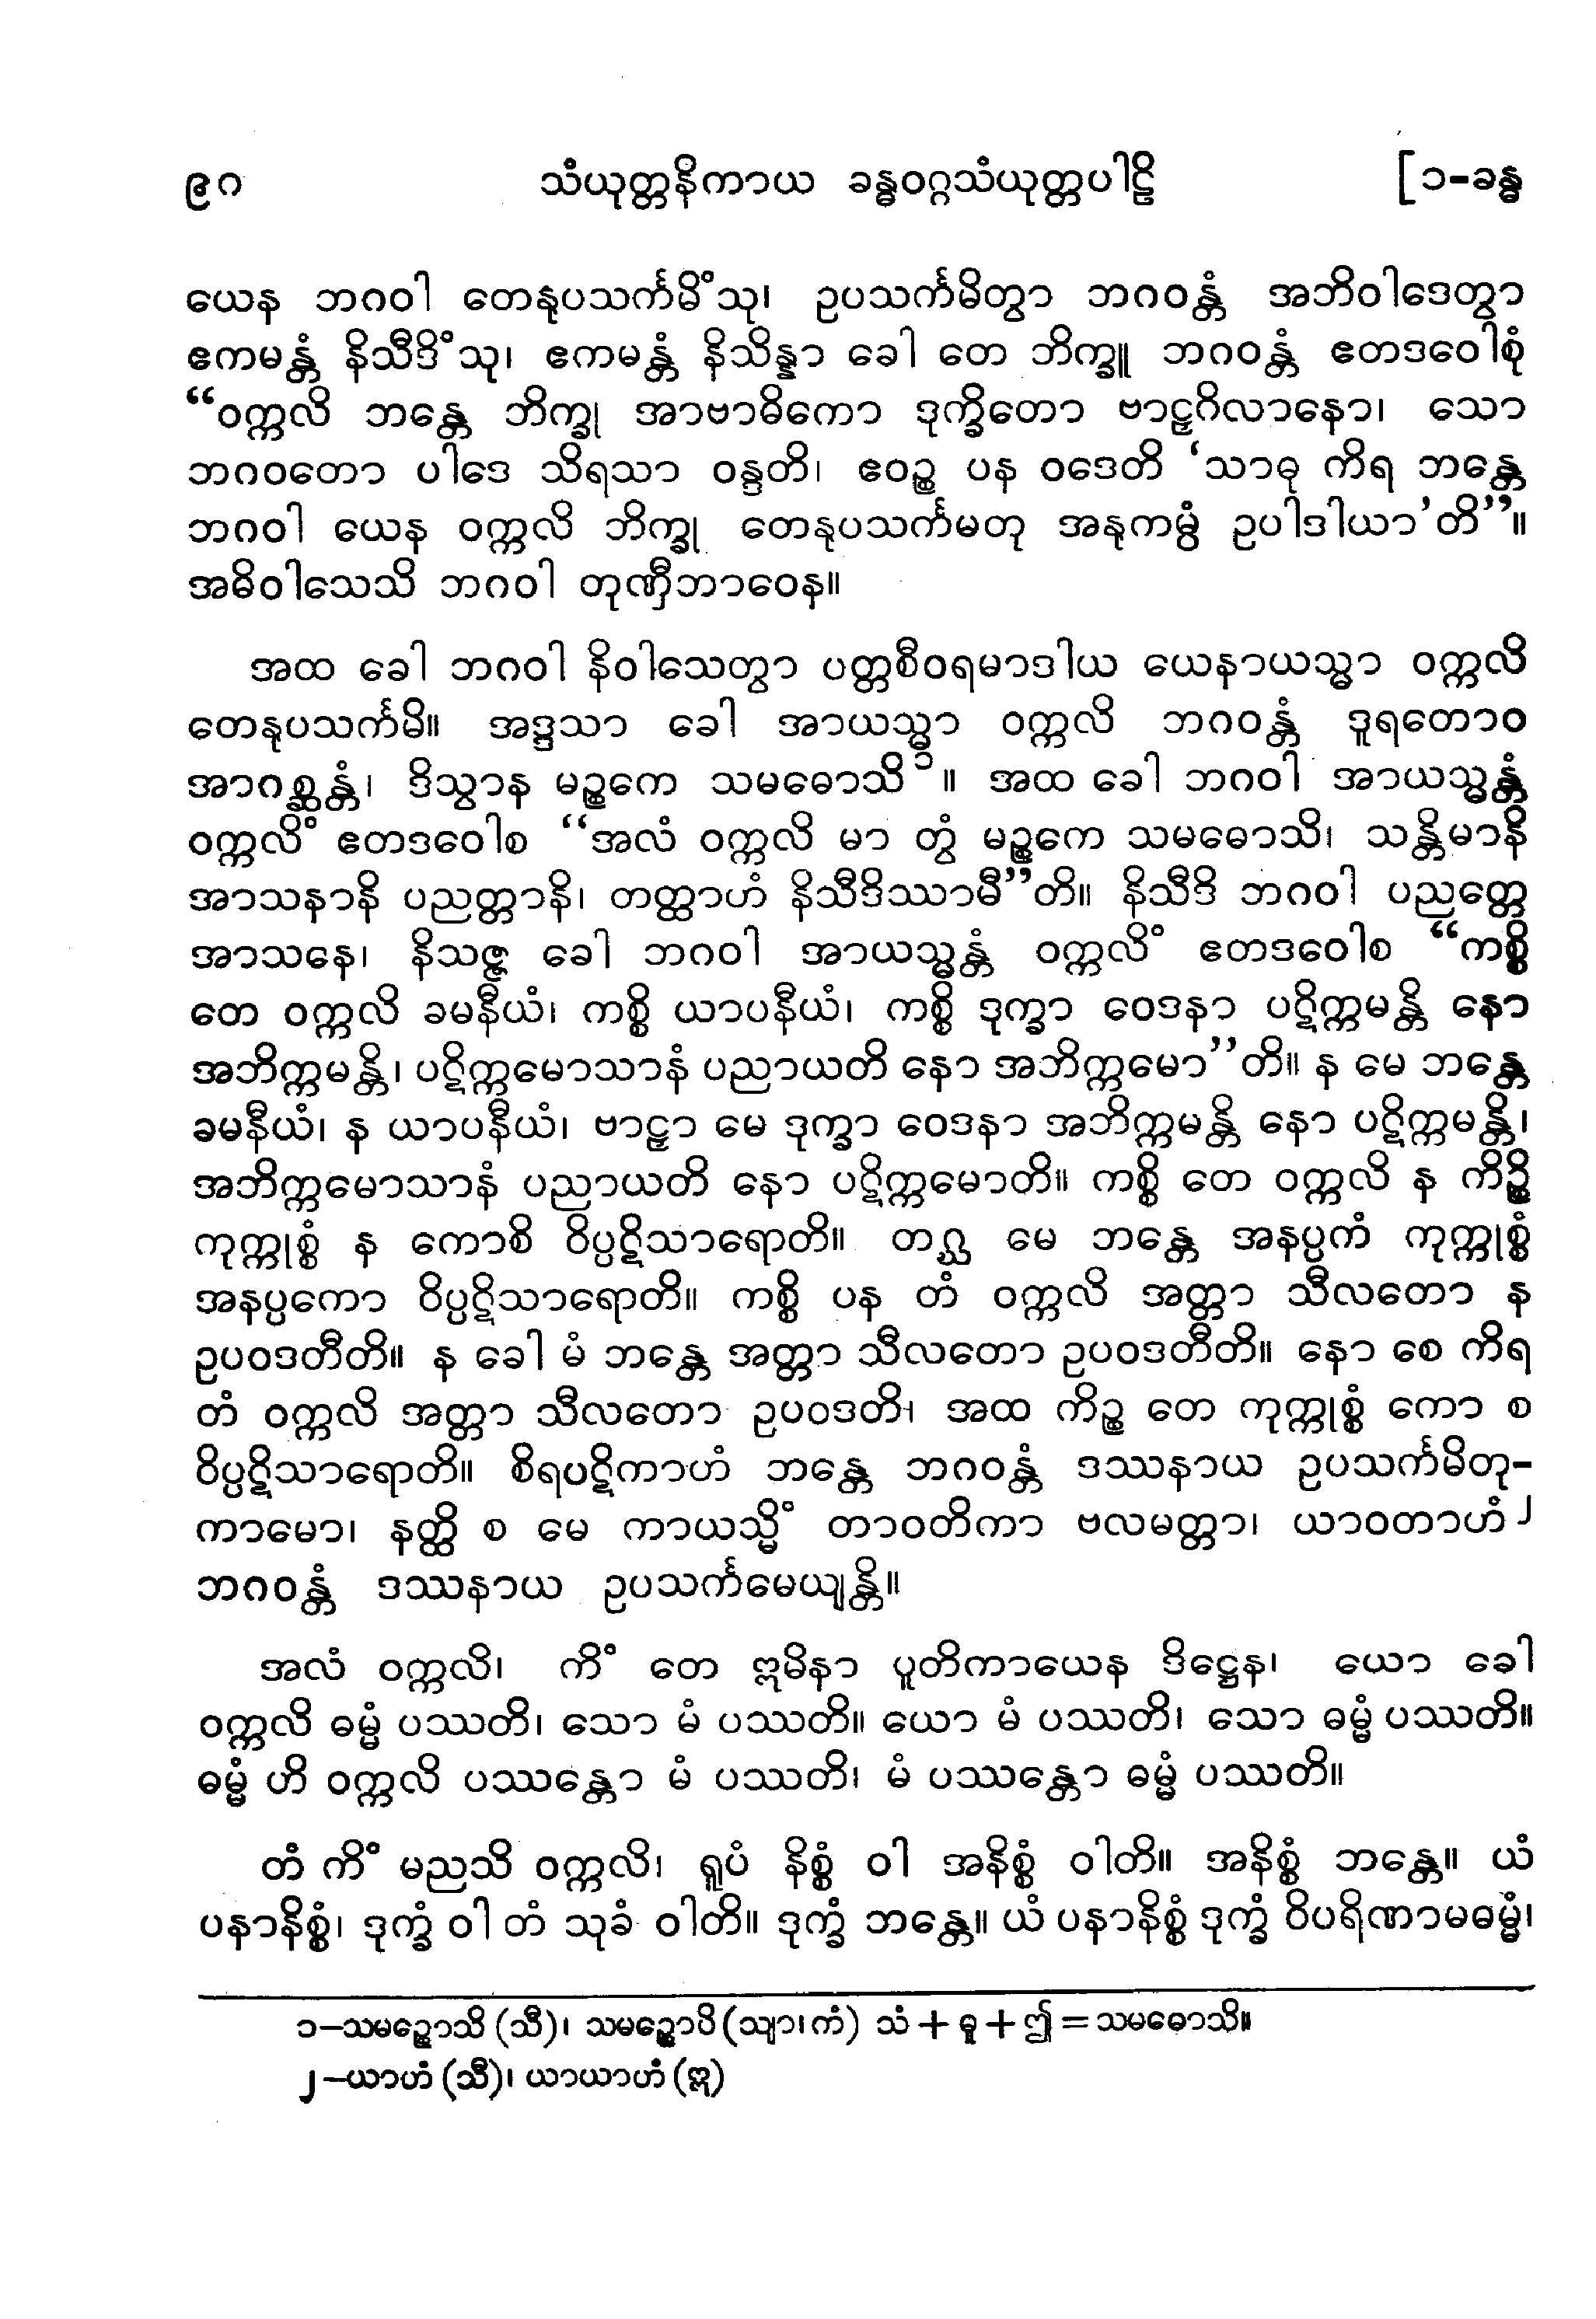 ၉၈ သံယုတ္တနိကာယ ခန္ဓဝဂ္ဂသံယုတ္တပါဠိ [၁-ခန္ဓ
ယေန ဘဂဝါ တေနုပသင်္ကမိံသု၊ ဥပသင်္ကမိတွာ ဘဂဝန္တံ အဘိဝါဒေတွာ
ဧကမန္တံ နိသီဒိံသု၊ ဧကမန္တံ နိသိန္နာ ခေါ တေ ဘိက္ခူ ဘဂဝန္တံ ဧတဒဝေါစုံ
“ဝက္ကလိ ဘန္တေ ဘိက္ခု အာဗာဓိကော ဒုက္ခိတော ဗာဠှဂိလာနော၊ သော
ဘဂဝတော ပါဒေ သိရသာ ဝန္ဒတိ၊ ဧဝဉ္စ ပန ဝဒေတိ ‘သာဓု ကိရ ဘန္တေ
ဘဂဝါ ယေန ဝက္ကလိ ဘိက္ခု တေနုပသင်္ကမတု အနုကမ္ပံ ဥပါဒါယာ’တိ”။
အဓိဝါသေသိ ဘဂဝါ တုဏှီဘာဝေန။
အထ ခေါ ဘဂဝါ နိဝါသေတွာ ပတ္တစီဝရမာဒါယ ယေနာယသ္မာ ဝက္ကလိ
တေနုပသင်္ကမိ။ အဒ္ဒသာ ခေါ အာယသ္မာ ဝက္ကလိ ဘဂဝန္တံ ဒူရတောဝ
အာဂစ္ဆန္တံ၊ ဒိသွာန မဉ္စကေ သမဓောသိ ၁။ အထ ခေါ ဘဂဝါ အာယသ္မန္တံ
ဝက္ကလိံ ဧတဒဝေါစ “အလံ ဝက္ကလိ မာ တွံ မဉ္စကေ သမဓောသိ၊ သန္တိမာနိ
အာသနာနိ ပညတ္တာနိ၊ တတ္ထာဟံ နိသီဒိဿာမီ”တိ။ နိသီဒိ ဘဂဝါ ပညတ္တေ
အာသနေ၊ နိသဇ္ဇ ခေါ ဘဂဝါ အာယသ္မန္တံ ဝက္ကလိံ ဧတဒဝေါစ “ကစ္စိ
တေ ဝက္ကလိ ခမနီယံ၊ ကစ္စိ ယာပနီယံ၊ ကစ္စိ ဒုက္ခာ ဝေဒနာ ပဋိက္ကမန္တိ နော
အဘိက္ကမန္တိ၊ ပဋိက္ကမောသာနံ ပညာယတိ နော အဘိက္ကမော”တိ။ န မေ ဘန္တေ
ခမနီယံ၊ န ယာပနီယံ၊ ဗာဠှာ မေ ဒုက္ခာ ဝေဒနာ အဘိက္ကမန္တိ နော ပဋိက္ကမန္တိ၊
အဘိက္ကမောသာနံ ပညာယတိ နော ပဋိက္ကမောတိ။ ကစ္စိ တေ ဝက္ကလိ န ကိဉ္စိ
ကုက္ကုစ္စံ န ကောစိ ဝိပ္ပဋိသာရောတိ။ တဂ္ဃ မေ ဘန္တေ အနပ္ပကံ ကုက္ကုစ္စံ
အနပ္ပကော ဝိပ္ပဋိသာရောတိ။ ကစ္စိ ပန တံ ဝက္ကလိ အတ္တာ သီလတော န
ဥပဝဒတီတိ။ န ခေါ မံ ဘန္တေ အတ္တာ သီလတော ဥပဝဒတီတိ။ နော စေ ကိရ
တံ ဝက္ကလိ အတ္တာ သီလတော ဥပဝဒတိ၊ အထ ကိဉ္စ တေ ကုက္ကုစ္စံ ကော စ
ဝိပ္ပဋိသာရောတိ။ စိရပဋိကာဟံ ဘန္တေ ဘဂဝန္တံ ဒဿနာယ ဥပသင်္ကမိတု-
ကာမော၊ နတ္ထိ စ မေ ကာယသ္မိံ တာဝတိကာ ဗလမတ္တာ၊ ယာဝတာဟံ ၂
ဘဂဝန္တံ ဒဿနာယ ဥပသင်္ကမေယျန္တိ။
အလံ ဝက္ကလိ၊ ကိံ တေ ဣမိနာ ပူတိကာယေန ဒိဋ္ဌေန၊ ယော ခေါ
ဝက္ကလိ ဓမ္မံ ပဿတိ၊ သော မံ ပဿတိ။ ယော မံ ပဿတိ၊ သော ဓမ္မံ ပဿတိ။
ဓမ္မံ ဟိ ဝက္ကလိ ပဿန္တော မံ ပဿတိ၊ မံ ပဿန္တော ဓမ္မံ ပဿတိ။
တံ ကိံ မညသိ ဝက္ကလိ၊ ရူပံ နိစ္စံ ဝါ အနိစ္စံ ဝါတိ။ အနိစ္စံ ဘန္တေ။ ယံ
ပနာနိစ္စံ၊ ဒုက္ခံ ဝါ တံ သုခံ ဝါတိ။ ဒုက္ခံ ဘန္တေ။ ယံ ပနာနိစ္စံ ဒုက္ခံ ဝိပရိဏာမဓမ္မံ၊
၁-သမဉ္စောသိ (သီ)၊ သမဉ္စောပိ (သျာ၊ကံ) သံ + ဓူ + ဤ = သမဓောသိ။
၂-ယာဟံ (သီ)၊ ယာယာဟံ (ဣ)